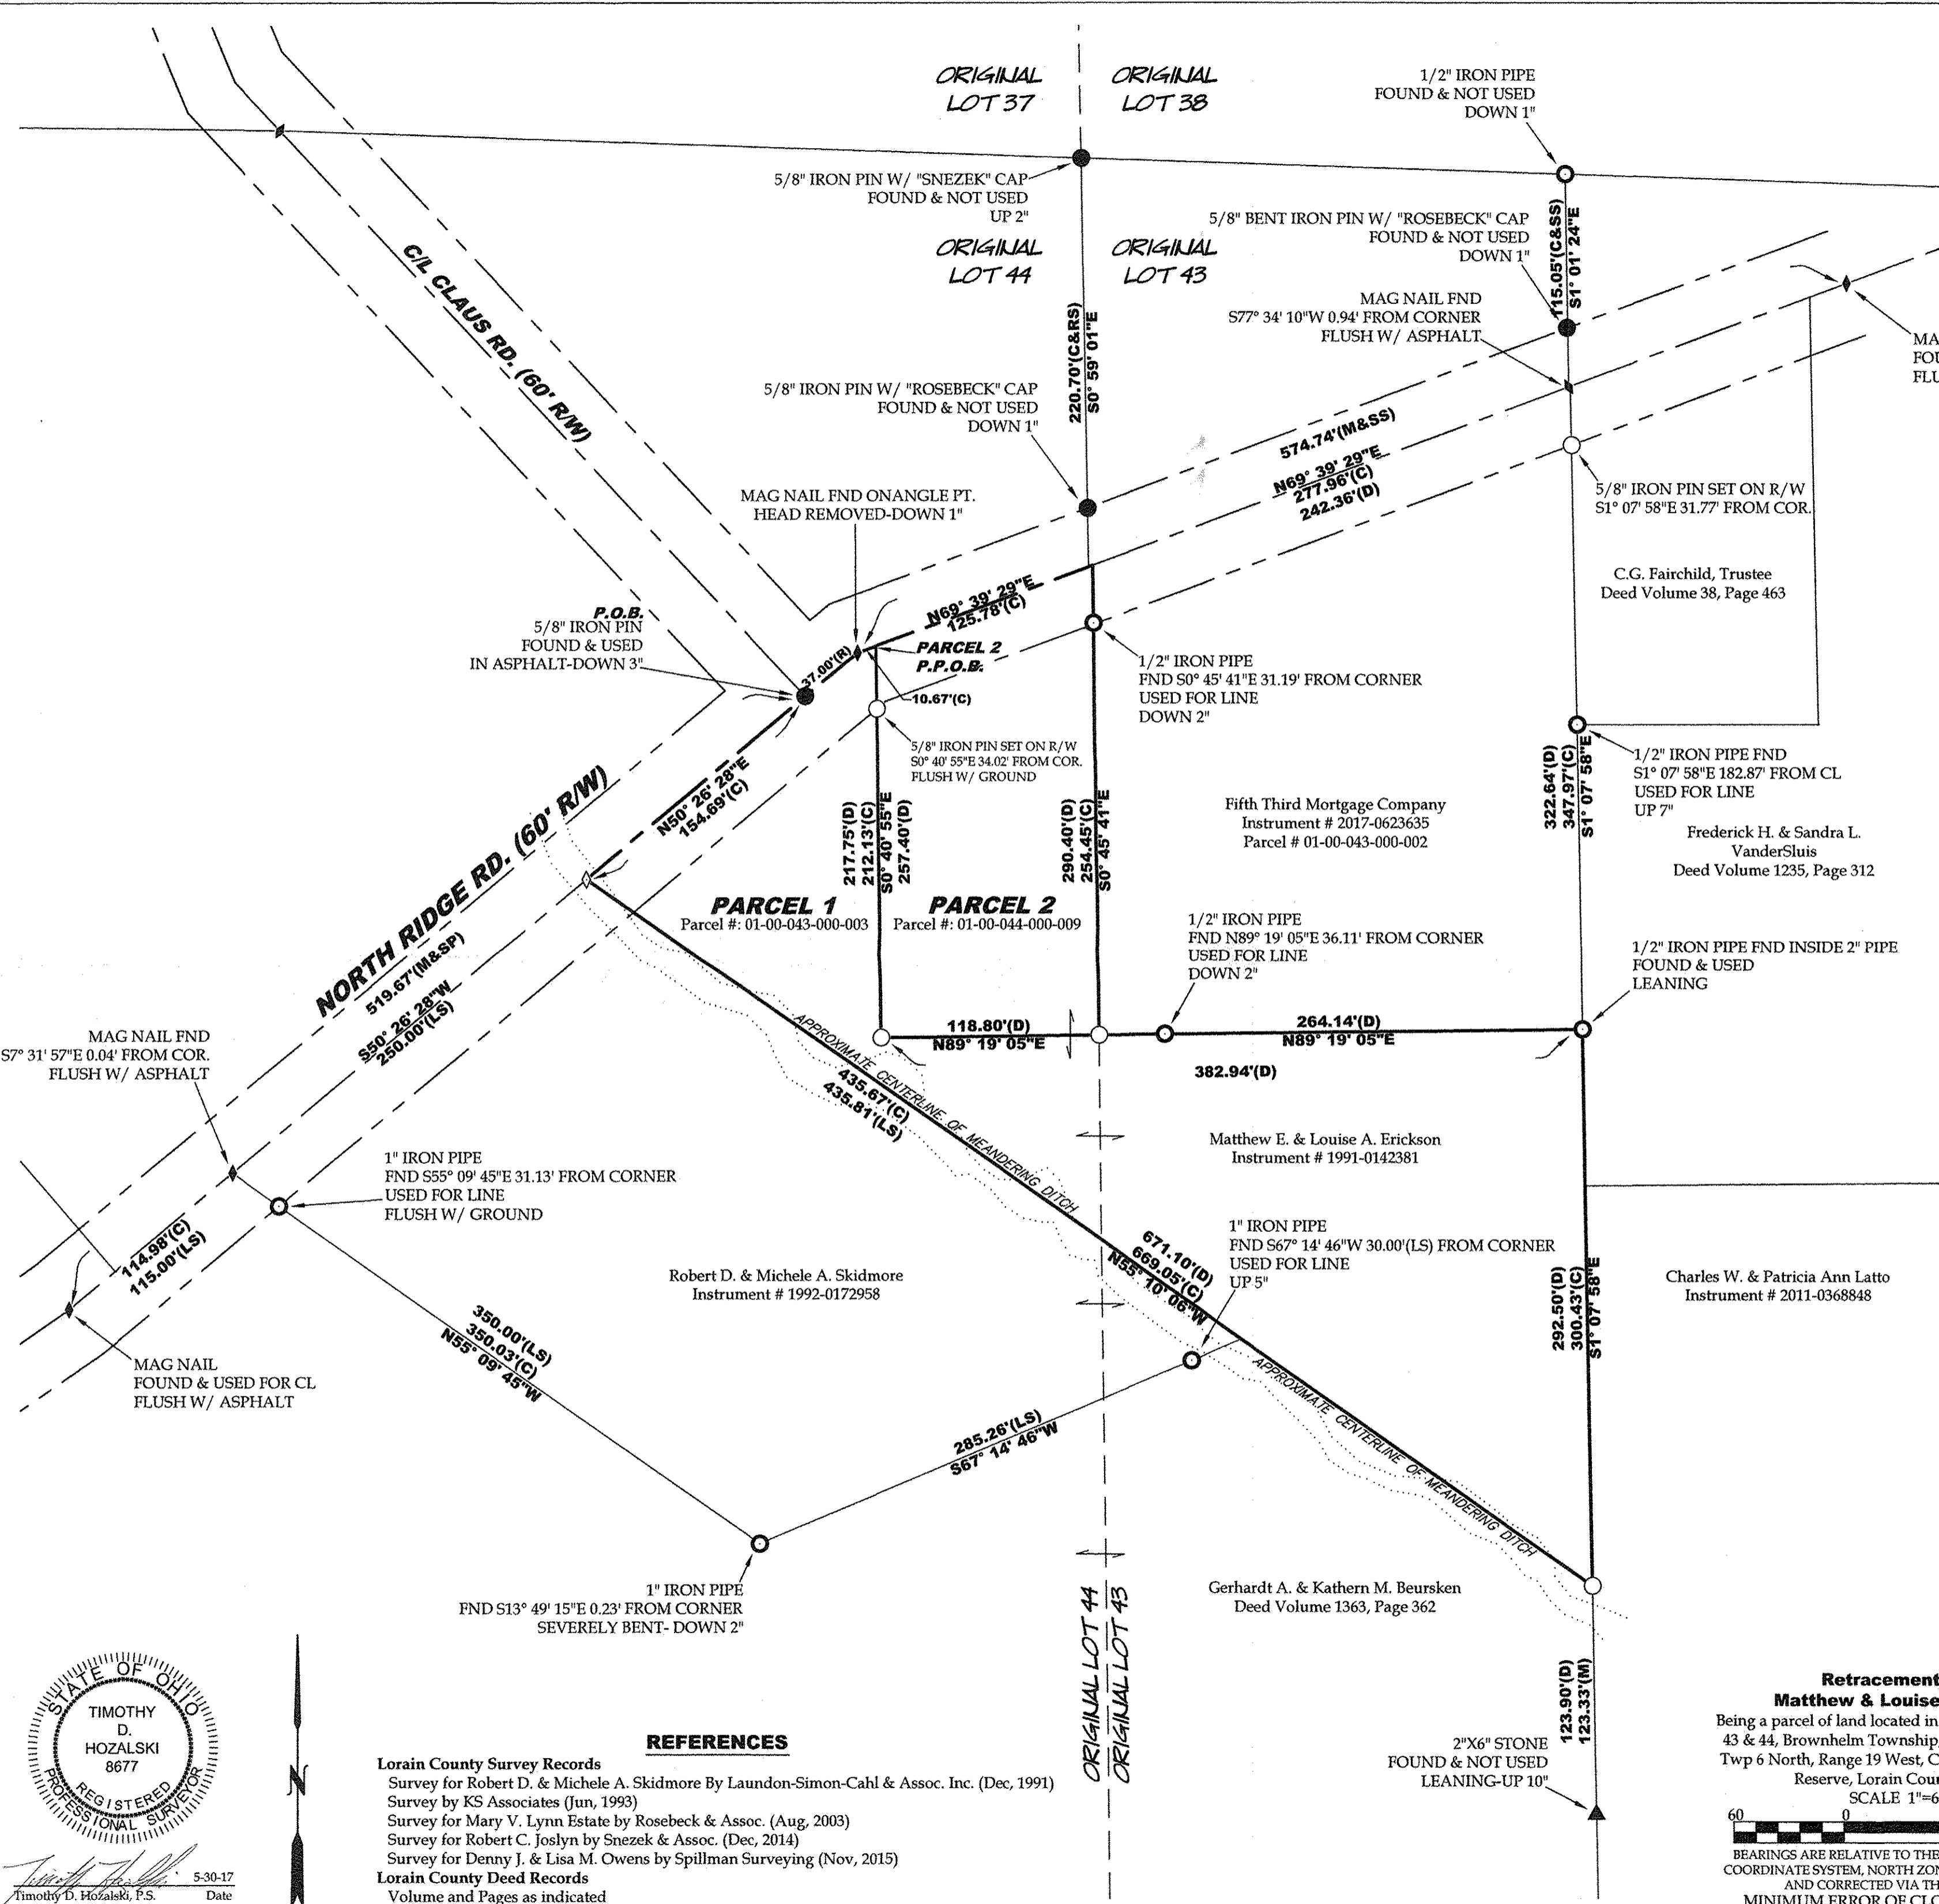 ORIGINAL
LOT 37
ORIGINAL
LOT 38
1/2" IRON PIPE
FOUND & NOT USED
DOWN 1"
5/8" IRON PIN W/ "SNEZEK" CAP
FOUND & NOT USED
UP 2"
ORIGINAL
LOT 44
ORIGINAL
LOT 43
5/8" BENT IRON PIN W/ "ROSEBECK" CAP
FOUND & NOT USED
DOWN 1"
115.05'(C&SS)
S1° 01' 24"E
MAG NAIL FND
S77° 34' 10"W 0.94' FROM CORNER
FLUSH W/ ASPHALT
MA
FOU
FLU
C/L CLAUS RD. (60' R/W)
220.70'(C&RS)
S0° 59' 01"E
5/8" IRON PIN W/ "ROSEBECK" CAP
FOUND & NOT USED
DOWN 1"
574.74'(M&SS)
N69° 39' 29"E
277.96'(C)
242.36'(D)
MAG NAIL FND ONANGLE PT.
HEAD REMOVED-DOWN 1"
5/8" IRON PIN SET ON R/W
S1° 07' 58"E 31.77' FROM COR.
C.G. Fairchild, Trustee
Deed Volume 38, Page 463
P.O.B.
5/8" IRON PIN
FOUND & USED
IN ASPHALT-DOWN 3"
N69° 39' 29"E
125.78'(C)
37.00'(R)
PARCEL 2
P.P.O.B.
10.67'(C)
1/2" IRON PIPE
FND S0° 45' 41"E 31.19' FROM CORNER
USED FOR LINE
DOWN 2"
5/8" IRON PIN SET ON R/W
S0° 40' 55"E 34.02' FROM COR.
FLUSH W/ GROUND
1/2" IRON PIPE FND
S1° 07' 58"E 182.87' FROM CL
USED FOR LINE
UP 7"
322.64'(D)
347.97'(C)
S1° 07' 58"E
Frederick H. & Sandra L.
VanderSluis
Deed Volume 1235, Page 312
N50° 26' 28"E
154.69'(C)
217.75'(D)
212.13'(C)
S0° 40' 55"E
257.40'(D)
290.40'(D)
254.45'(C)
S0° 45' 41"E
Fifth Third Mortgage Company
Instrument # 2017-0623635
Parcel # 01-00-043-000-002
NORTH RIDGE RD. (60' R/W)
519.67'(M&SP)
S50° 26' 28"W
250.00'(LS)
PARCEL 1
Parcel #: 01-00-043-000-003
PARCEL 2
Parcel #: 01-00-044-000-009
1/2" IRON PIPE
FND N89° 19' 05"E 36.11' FROM CORNER
USED FOR LINE
DOWN 2"
1/2" IRON PIPE FND INSIDE 2" PIPE
FOUND & USED
LEANING
118.80'(D)
N89° 19' 05"E
264.14'(D)
N89° 19' 05"E
382.94'(D)
MAG NAIL FND
S7° 31' 57"E 0.04' FROM COR.
FLUSH W/ ASPHALT
APPROXIMATE CENTERLINE OF MEANDERING DITCH
435.67'(C)
435.81'(LS)
Matthew E. & Louise A. Erickson
Instrument # 1991-0142381
1" IRON PIPE
FND S55° 09' 45"E 31.13' FROM CORNER
USED FOR LINE
FLUSH W/ GROUND
114.98'(C)
115.00'(LS)
671.10'(D)
669.05'(C)
N55° 10' 06"W
1" IRON PIPE
FND S67° 14' 46"W 30.00'(LS) FROM CORNER
USED FOR LINE
UP 5"
Robert D. & Michele A. Skidmore
Instrument # 1992-0172958
292.50'(D)
300.43'(C)
S1° 07' 58"E
Charles W. & Patricia Ann Latto
Instrument # 2011-0368848
MAG NAIL
FOUND & USED FOR CL
FLUSH W/ ASPHALT
350.00'(LS)
350.03'(C)
N55° 09' 45"W
APPROXIMATE CENTERLINE OF MEANDERING DITCH
285.26'(LS)
S67° 14' 46"W
1" IRON PIPE
FND S13° 49' 15"E 0.23' FROM CORNER
SEVERELY BENT- DOWN 2"
Gerhardt A. & Kathern M. Beursken
Deed Volume 1363, Page 362
ORIGINAL LOT 44
ORIGINAL LOT 43
123.90'(D)
123.33'(M)
2"X6" STONE
FOUND & NOT USED
LEANING-UP 10"
STATE OF OHIO
TIMOTHY
D.
HOZALSKI
8677
REGISTERED
PROFESSIONAL SURVEYOR
5-30-17
Timothy D. Hozalski, P.S.
Date
N
REFERENCES
Lorain County Survey Records
Survey for Robert D. & Michele A. Skidmore By Laundon-Simon-Cahl & Assoc. Inc. (Dec, 1991)
Survey by KS Associates (Jun, 1993)
Survey for Mary V. Lynn Estate by Rosebeck & Assoc. (Aug, 2003)
Survey for Robert C. Joslyn by Snezek & Assoc. (Dec, 2014)
Survey for Denny J. & Lisa M. Owens by Spillman Surveying (Nov, 2015)
Lorain County Deed Records
Volume and Pages as indicated
Retracement
Matthew & Louise
Being a parcel of land located in
43 & 44, Brownhelm Township,
Twp 6 North, Range 19 West, C
Reserve, Lorain Cou
SCALE 1"=6
60 0
BEARINGS ARE RELATIVE TO THE
COORDINATE SYSTEM, NORTH ZON
AND CORRECTED VIA TH
MINIMUM ERROR OF CLO